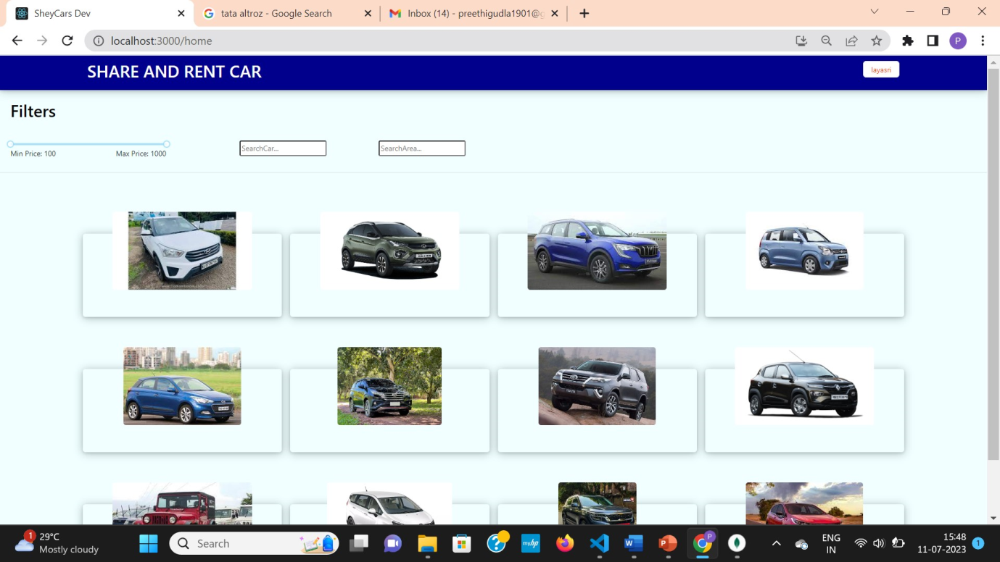 SheyCars Dev
tata altroz - Google Search
Inbox (14) - preethigudla1901@g
localhost:3000/home
P
SHARE AND RENT CAR
layasri
Filters
Min Price: 100
Max Price: 1000
SearchCar...
SearchArea...
1
29°C
Mostly cloudy
Search
myhp
P
ENG
IN
15:48
11-07-2023
1